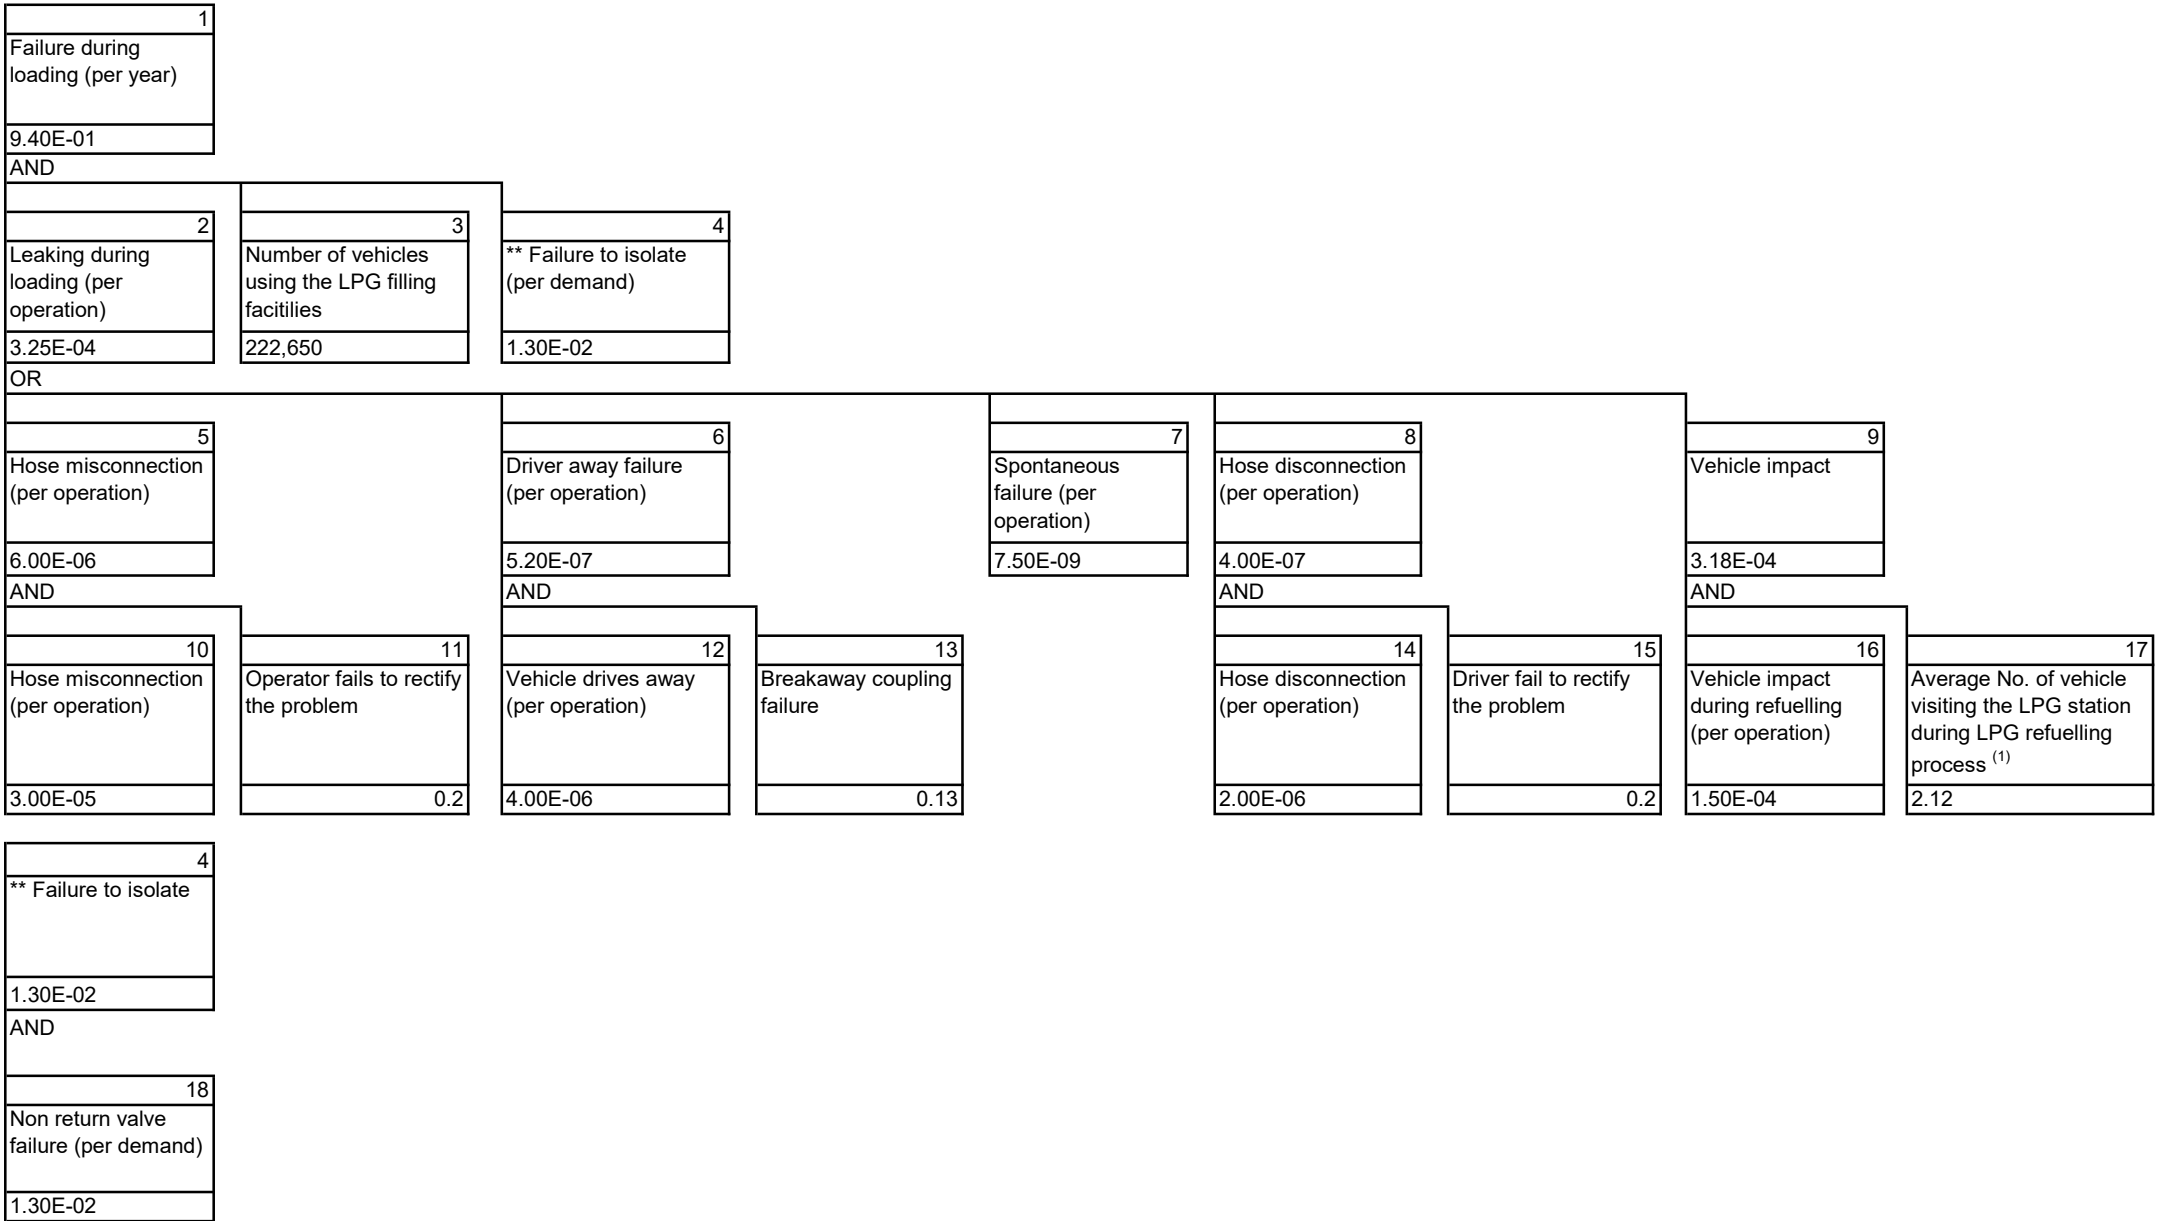 1
Failure during
loading (per year)
9.40E-01
AND
2
Leaking during
loading (per
operation)
3.25E-04
3
Number of vehicles
using the LPG filling
facitilies
222,650
4
** Failure to isolate
(per demand)
1.30E-02
OR
5
Hose misconnection
(per operation)
6.00E-06
AND
6
Driver away failure
(per operation)
5.20E-07
AND
7
Spontaneous
failure (per
operation)
7.50E-09
8
Hose disconnection
(per operation)
4.00E-07
AND
9
Vehicle impact
3.18E-04
AND
10
Hose misconnection
(per operation)
3.00E-05
11
Operator fails to rectify
the problem
0.2
12
Vehicle drives away
(per operation)
4.00E-06
13
Breakaway coupling
failure
0.13
14
Hose disconnection
(per operation)
2.00E-06
15
Driver fail to rectify
the problem
0.2
16
Vehicle impact
during refuelling
(per operation)
1.50E-04
17
Average No. of vehicle
visiting the LPG station
during LPG refuelling
process (1)
2.12
4
** Failure to isolate
1.30E-02
AND
18
Non return valve
failure (per demand)
1.30E-02